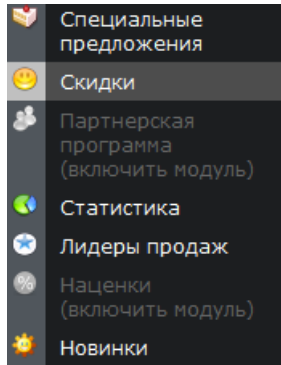 Специальные
предложения
Скидки
Партнерская
программа
(включить модуль)
Статистика
Лидеры продаж
Наценки
(включить модуль)
Новинки